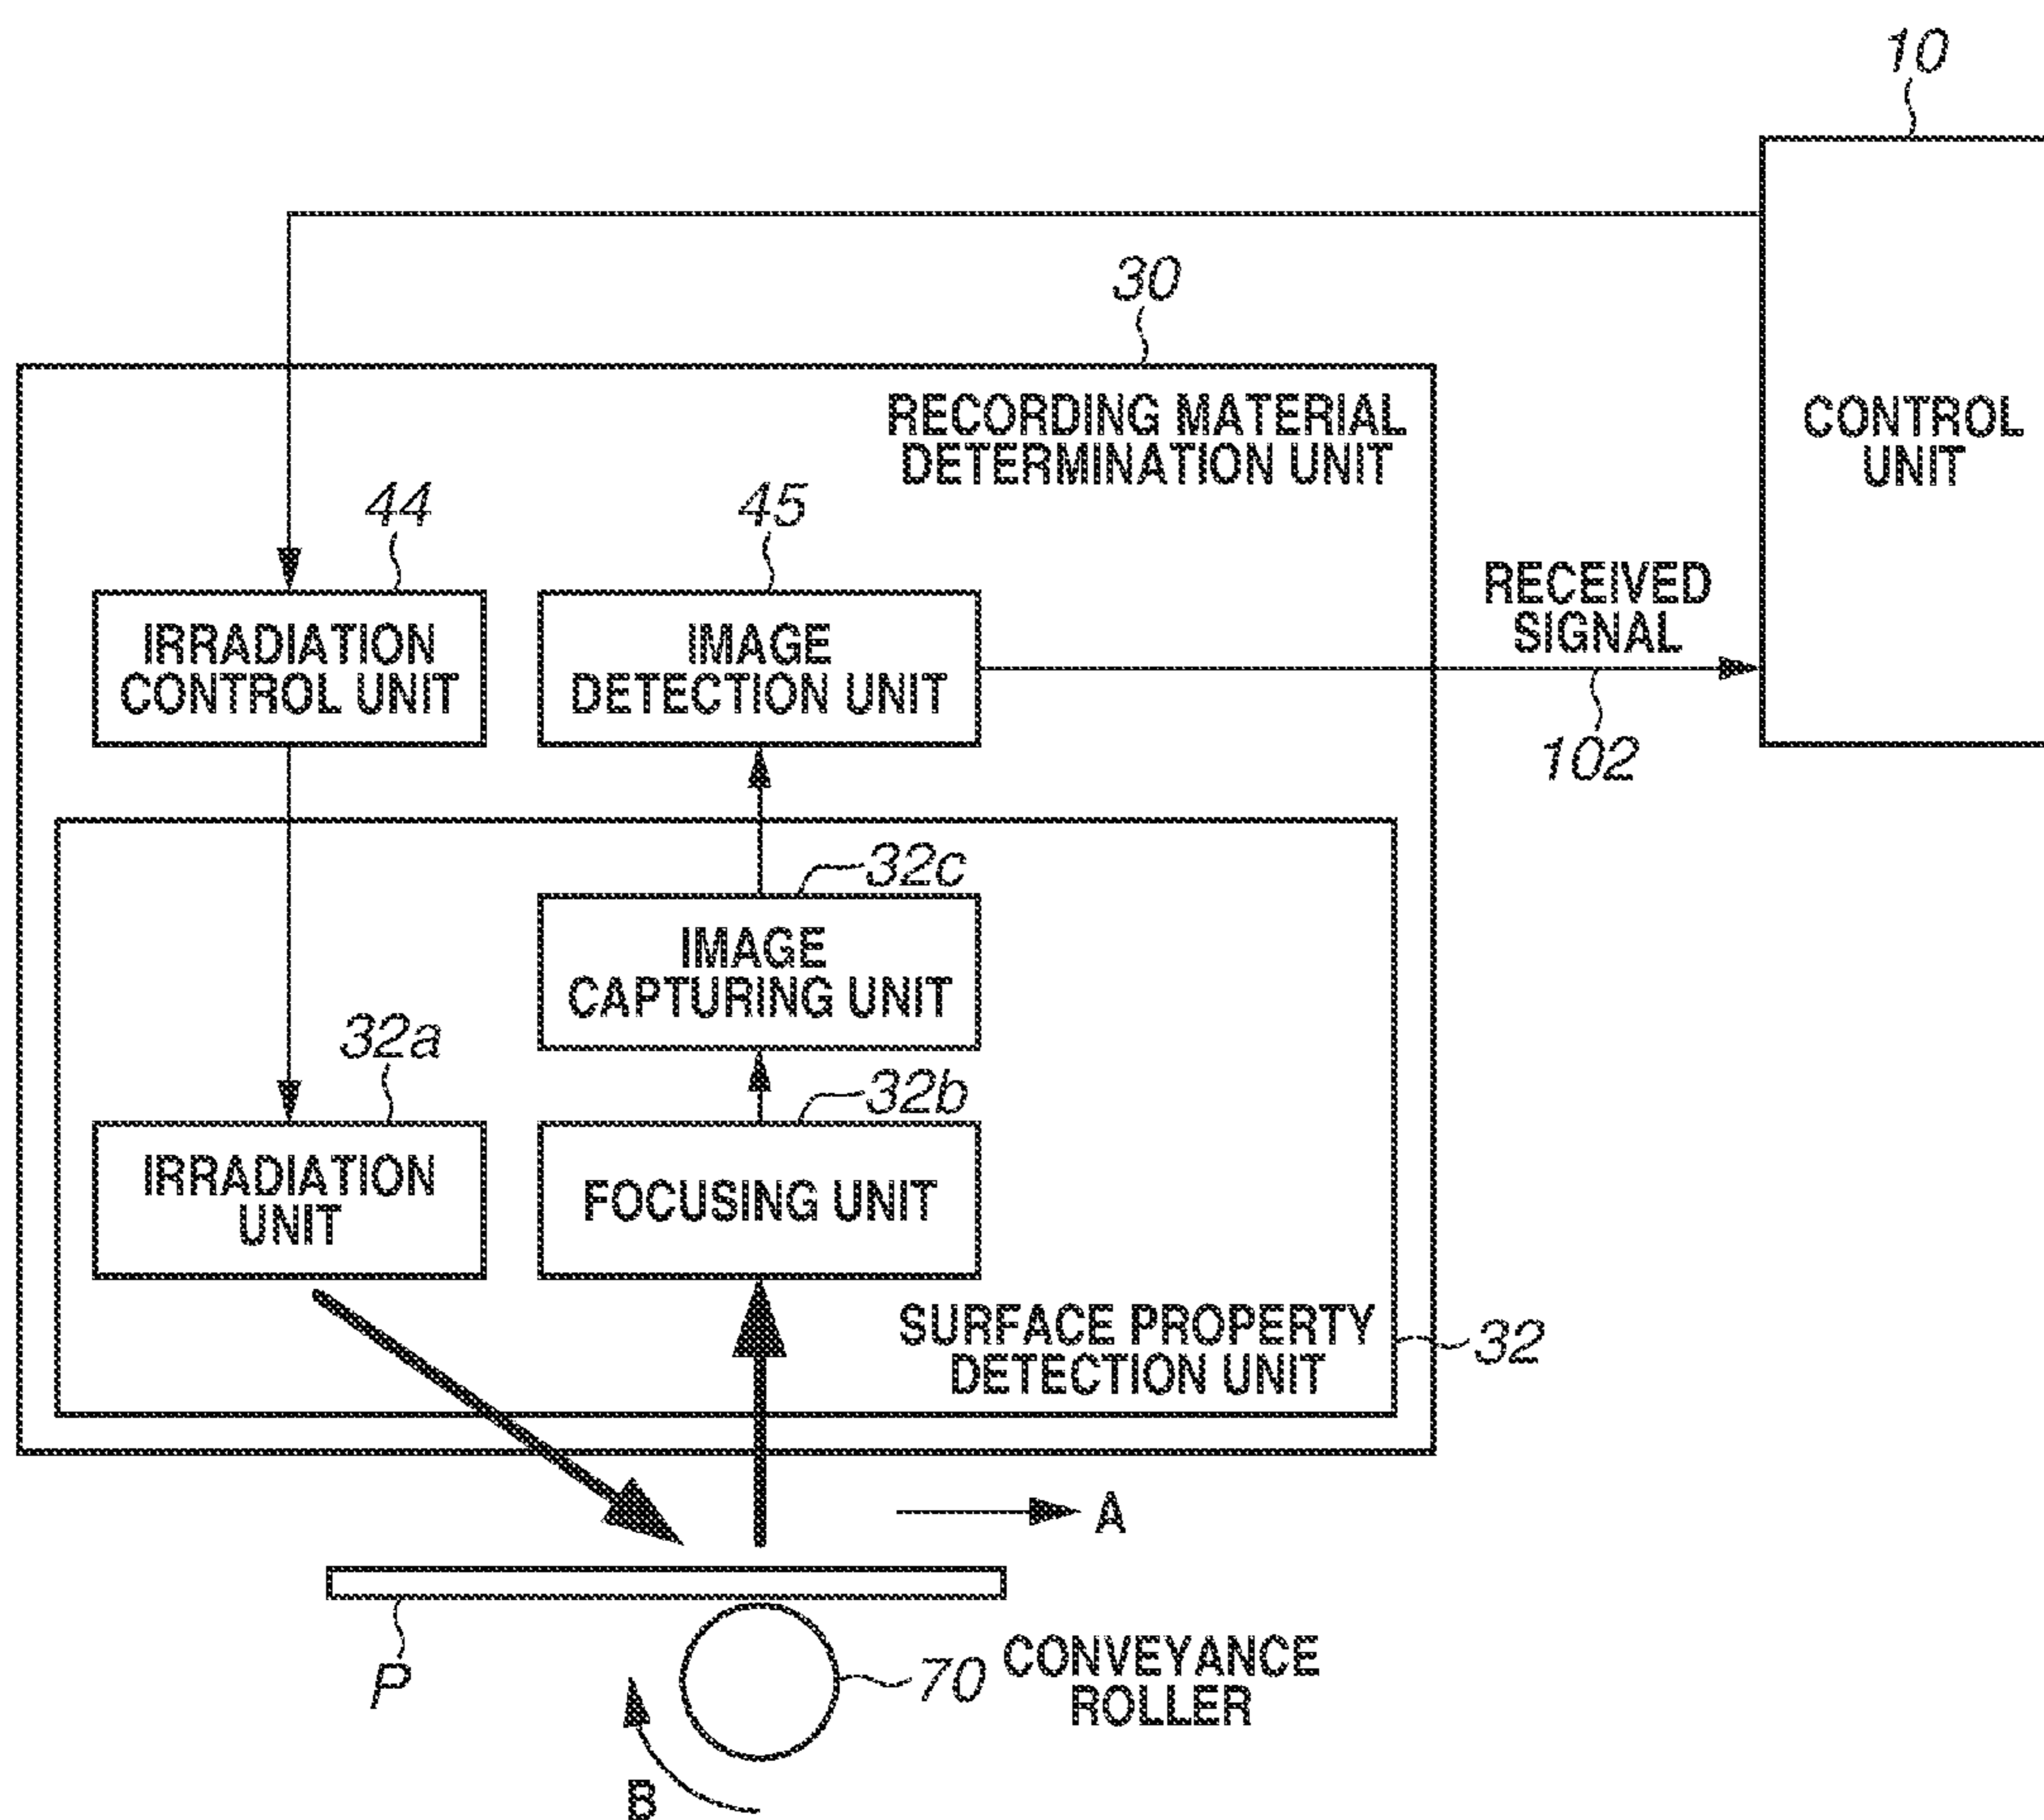 10
30
RECORDING MATERIAL
DETERMINATION UNIT
CONTROL
UNIT
44
45
IRRADIATION
CONTROL UNIT
IMAGE
DETECTION UNIT
RECEIVED
SIGNAL
102
32c
IMAGE
CAPTURING UNIT
32a
32b
IRRADIATION
UNIT
FOCUSING UNIT
SURFACE PROPERTY
DETECTION UNIT
32
A
P
70
CONVEYANCE
ROLLER
B